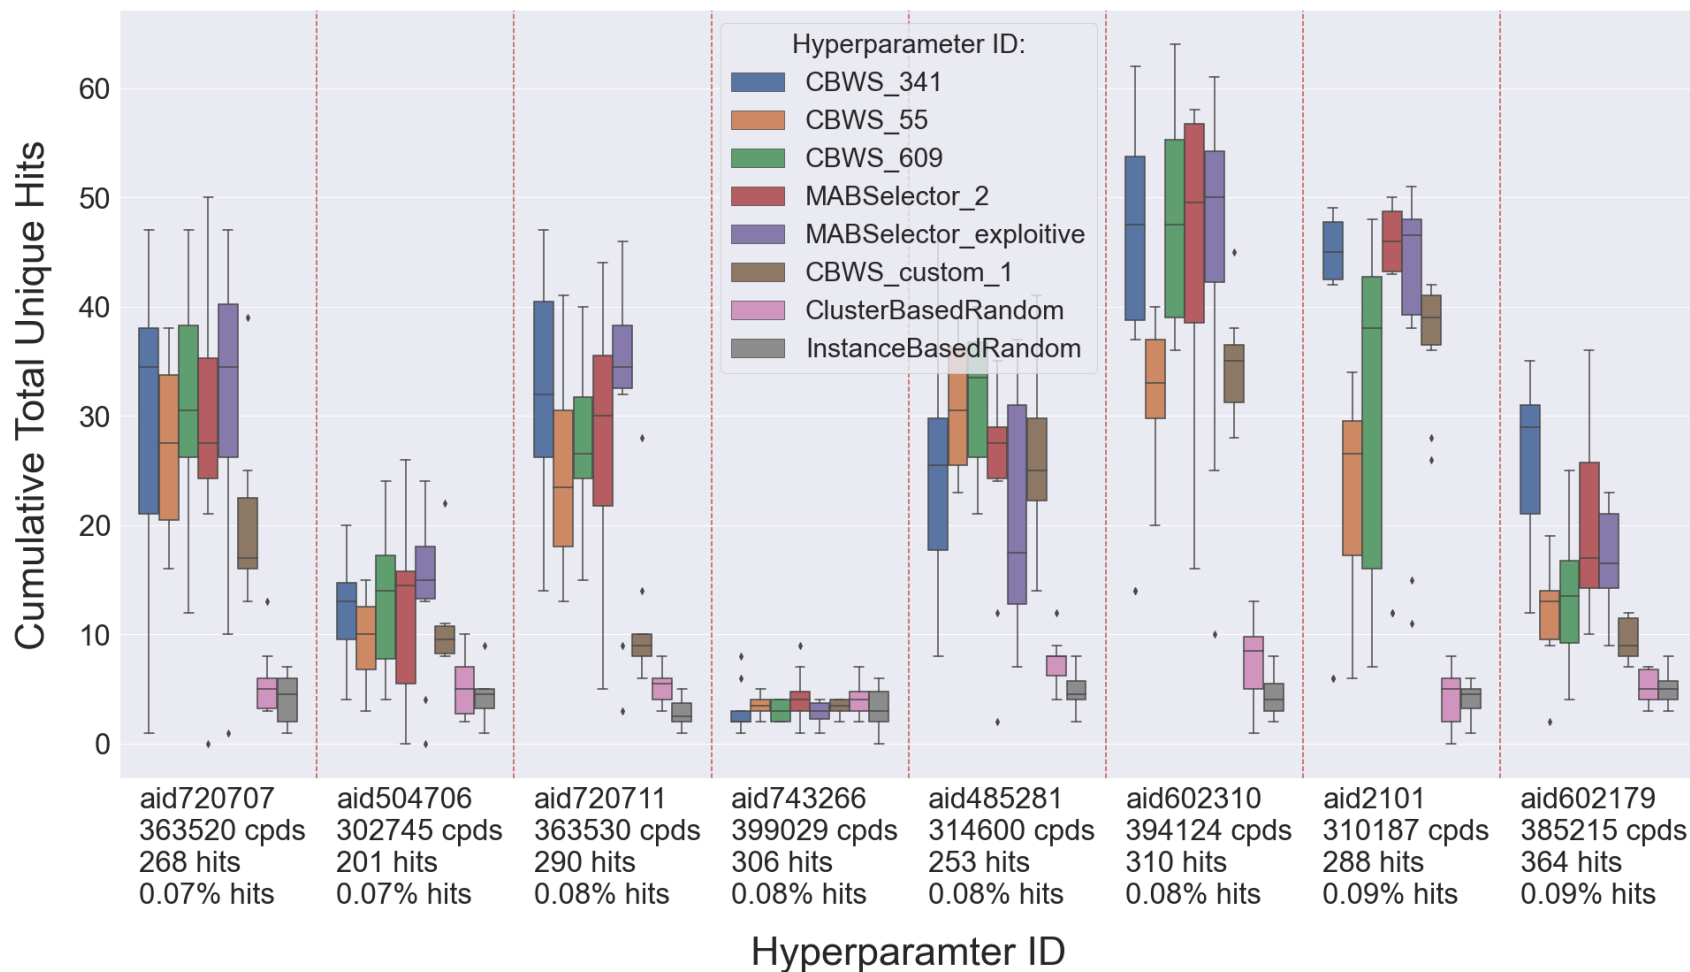 Cumulative Total Unique Hits
60
50
40
30
20
10
0
Hyperparameter ID:
CBWS_341
CBWS_55
CBWS_609
MABSelector_2
MABSelector_exploitive
CBWS_custom_1
ClusterBasedRandom
InstanceBasedRandom
aid720707
363520 cpds
268 hits
0.07% hits
aid504706
302745 cpds
201 hits
0.07% hits
aid720711
363530 cpds
290 hits
0.08% hits
aid743266
399029 cpds
306 hits
0.08% hits
aid485281
314600 cpds
253 hits
0.08% hits
aid602310
394124 cpds
310 hits
0.08% hits
aid2101
310187 cpds
288 hits
0.09% hits
aid602179
385215 cpds
364 hits
0.09% hits
Hyperparamter ID